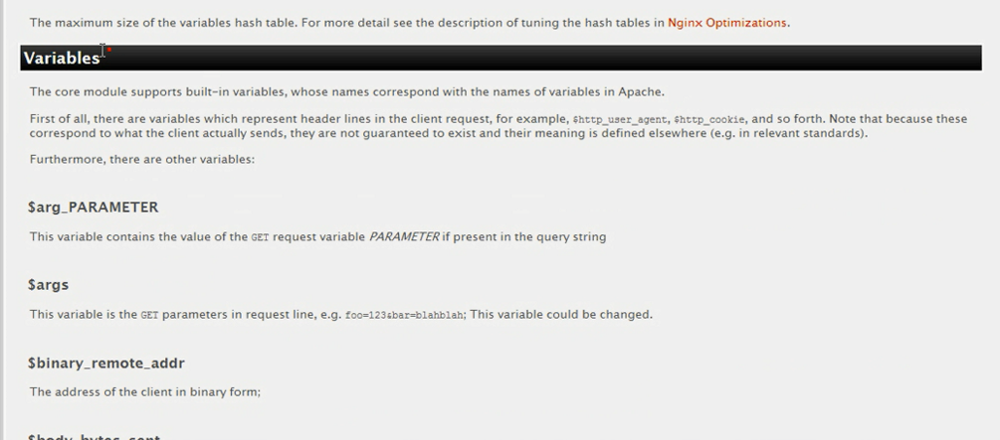 The maximum size of the variables hash table. For more detail see the description of tuning the hash tables in Nginx Optimizations.
Variables
The core module supports built-in variables, whose names correspond with the names of variables in Apache.
First of all, there are variables which represent header lines in the client request, for example, $http_user_agent, $http_cookie, and so forth. Note that because these
correspond to what the client actually sends, they are not guaranteed to exist and their meaning is defined elsewhere (e.g. in relevant standards).
Furthermore, there are other variables:
$arg_PARAMETER
This variable contains the value of the GET request variable PARAMETER if present in the query string
$args
This variable is the GET parameters in request line, e.g. foo=123&bar=blahblah; This variable could be changed.
$binary_remote_addr
The address of the client in binary form;
$body_bytes_sent